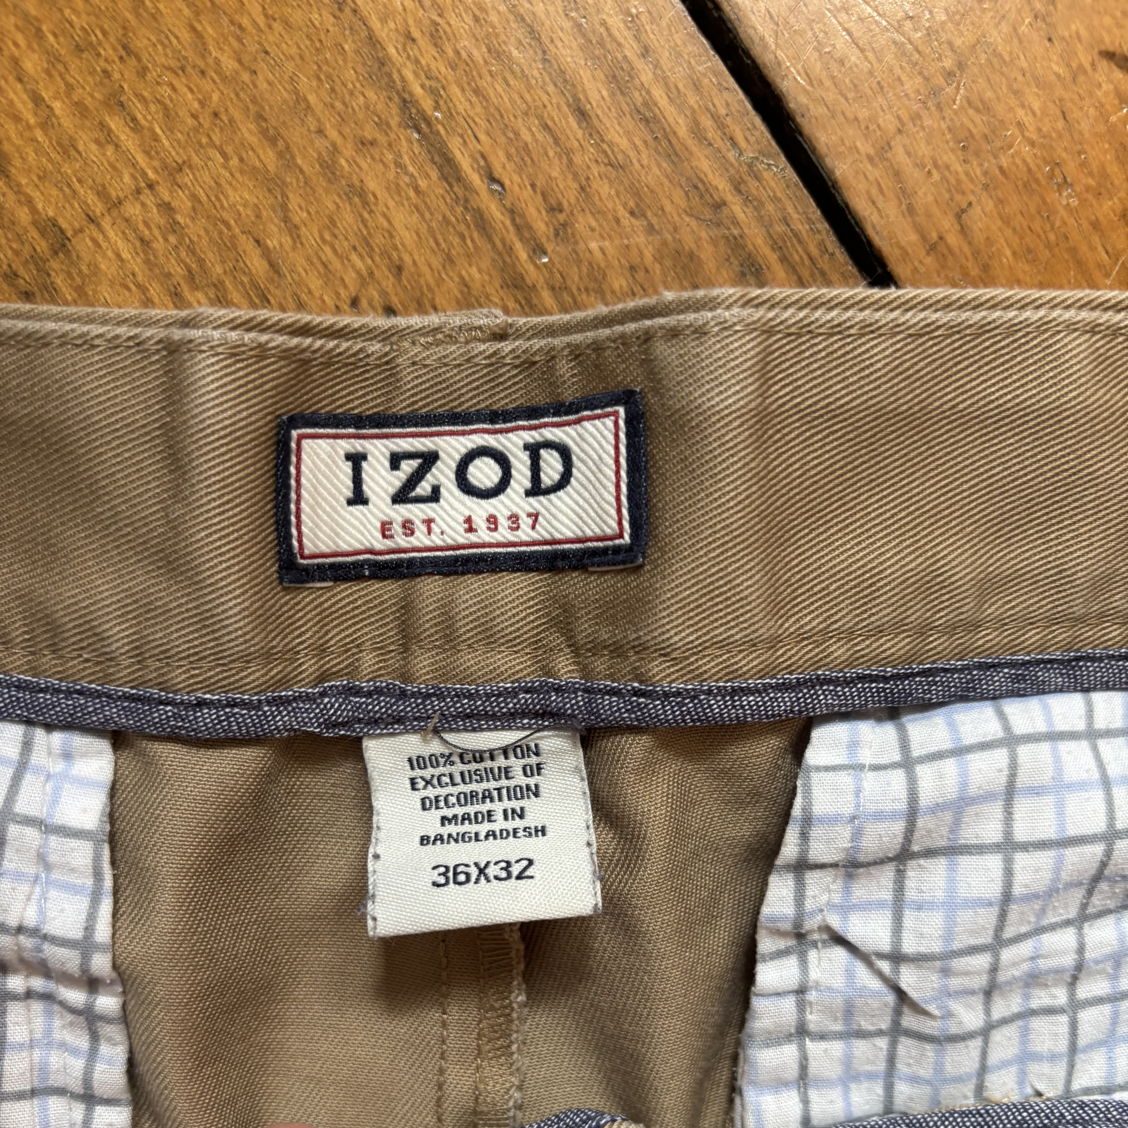 IZOD
EST. 1937
100% COTTON
EXCLUSIVE OF
DECORATION
MADE IN
BANGLADESH
36X32